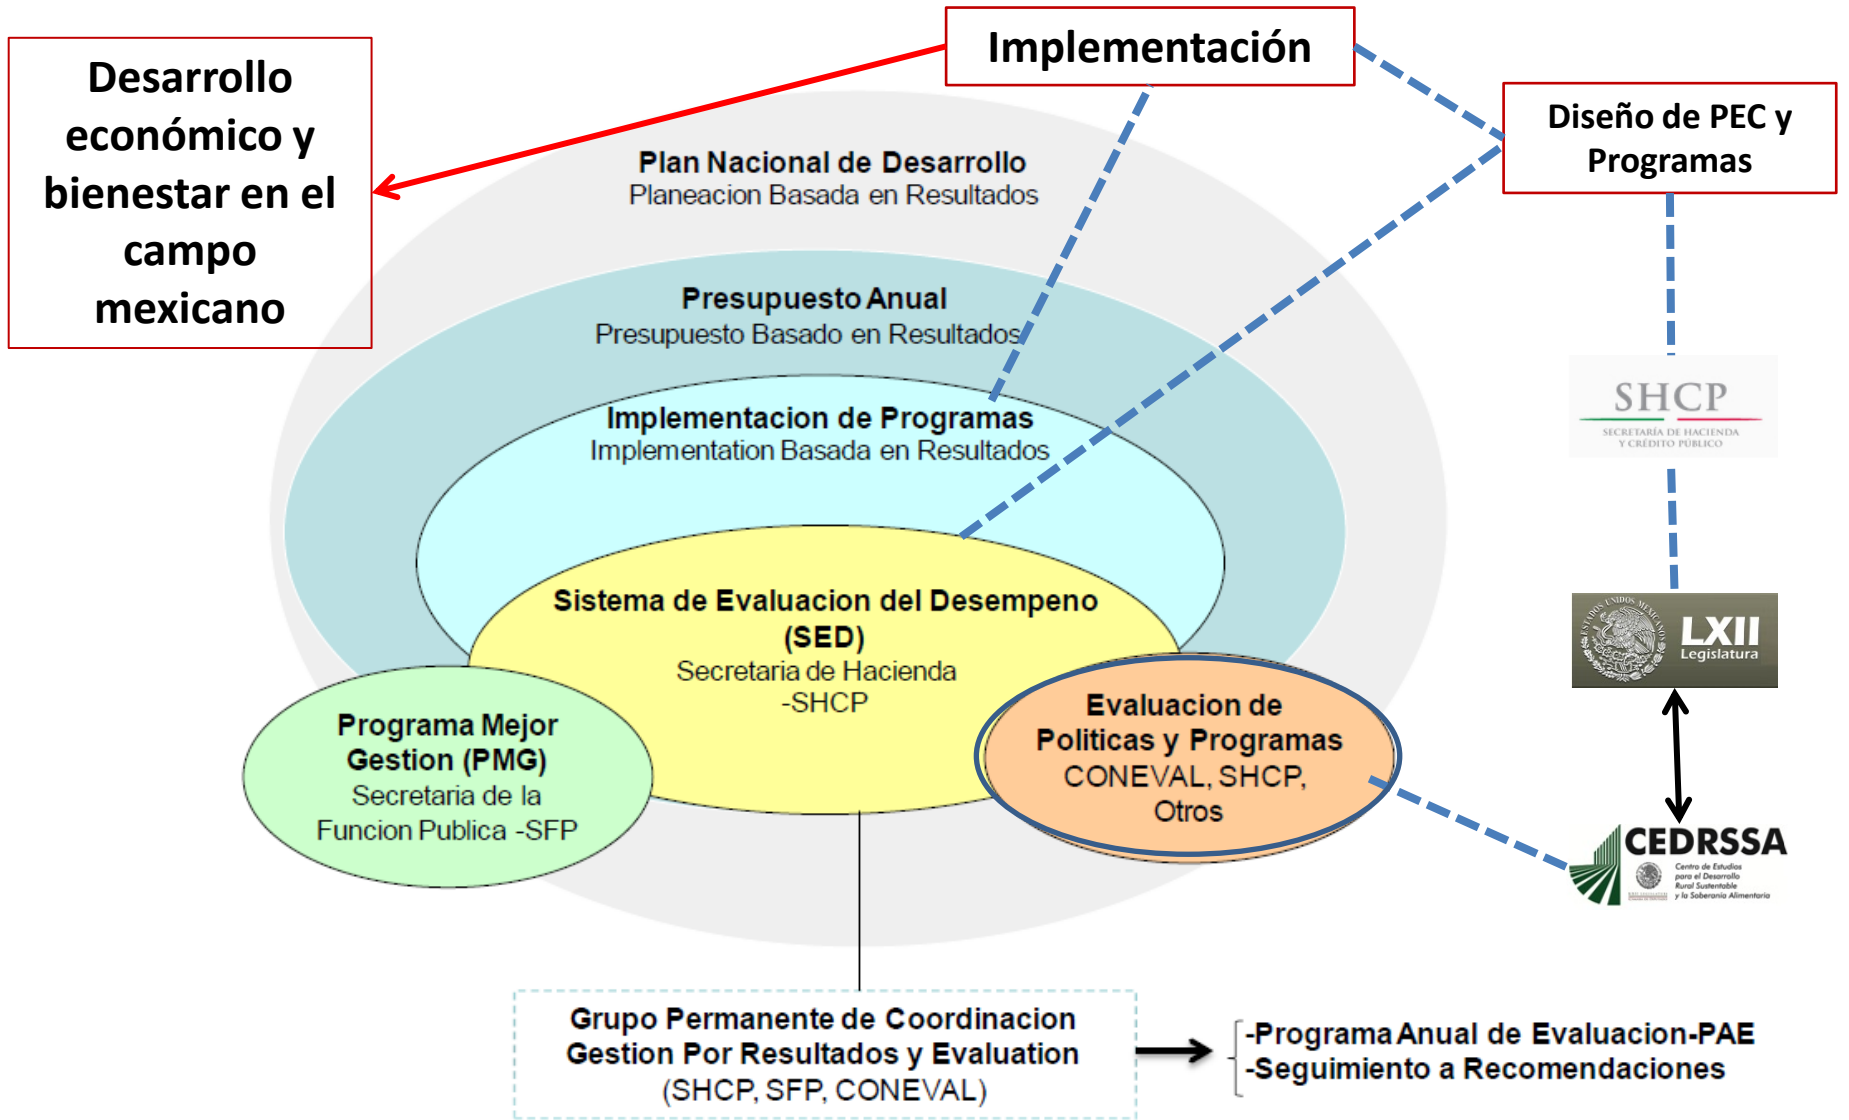 Implementación
Desarrollo
económico y
bienestar en el
campo
mexicano
Diseño de PEC y
Programas
Plan Nacional de Desarrollo
Planeacion Basada en Resultados
Presupuesto Anual
Presupuesto Basado en Resultados
Implementacion de Programas
Implementation Basada en Resultados
SHCP
SECRETARÍA DE HACIENDA
Y CRÉDITO PÚBLICO
Sistema de Evaluacion del Desempeno
(SED)
Secretaria de Hacienda
-SHCP
ESTADOS UNIDOS MEXICANOS
LXII
Legislatura
Programa Mejor
Gestion (PMG)
Secretaria de la
Funcion Publica -SFP
Evaluacion de
Politicas y Programas
CONEVAL, SHCP,
Otros
CEDRSSA
Centro de Estudios
para el Desarrollo
Rural Sustentable
y la Soberanía Alimentaria
Grupo Permanente de Coordinacion
Gestion Por Resultados y Evaluation
(SHCP, SFP, CONEVAL)
-Programa Anual de Evaluacion-PAE
-Seguimiento a Recomendaciones